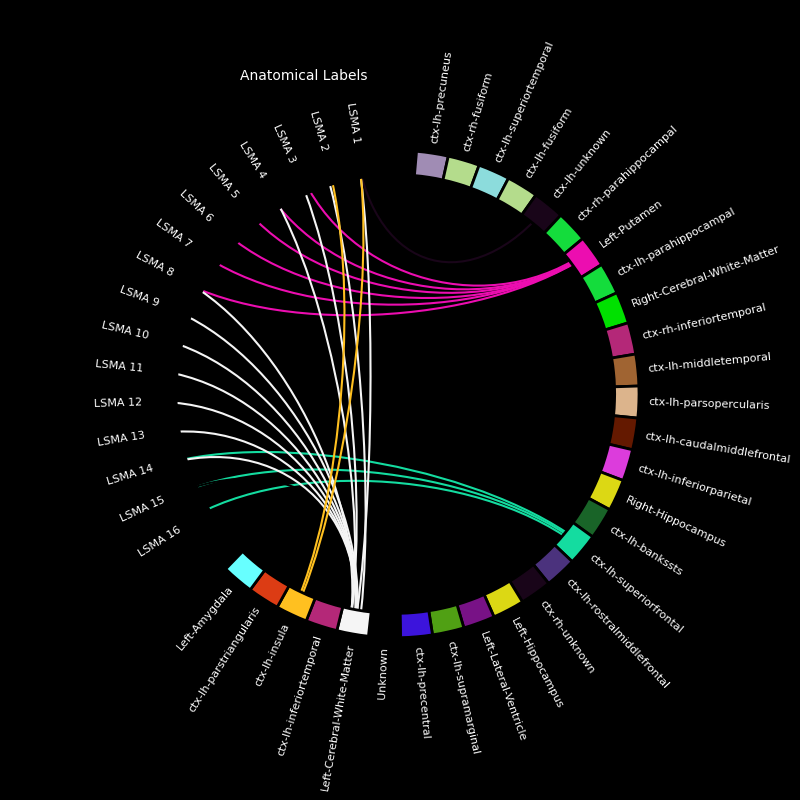 Anatomical Labels
LSMA 1
LSMA 2
LSMA 3
LSMA 4
LSMA 5
LSMA 6
LSMA 7
LSMA 8
LSMA 9
LSMA 10
LSMA 11
LSMA 12
LSMA 13
LSMA 14
LSMA 15
LSMA 16
ctx-lh-precuneus
ctx-rh-fusiform
ctx-lh-superiortemporal
ctx-lh-fusiform
ctx-lh-unknown
ctx-rh-parahippocampal
Left-Putamen
ctx-lh-parahippocampal
Right-Cerebral-White-Matter
ctx-rh-inferiortemporal
ctx-lh-middletemporal
ctx-lh-parsopercularis
ctx-lh-caudalmiddlefrontal
ctx-lh-inferiorparietal
Right-Hippocampus
ctx-lh-bankssts
ctx-lh-superiorfrontal
ctx-lh-rostralmiddlefrontal
ctx-rh-unknown
Left-Hippocampus
Left-Lateral-Ventricle
ctx-lh-supramarginal
ctx-lh-precentral
Unknown
Left-Cerebral-White-Matter
ctx-lh-inferiortemporal
ctx-lh-insula
ctx-lh-parstriangularis
Left-Amygdala